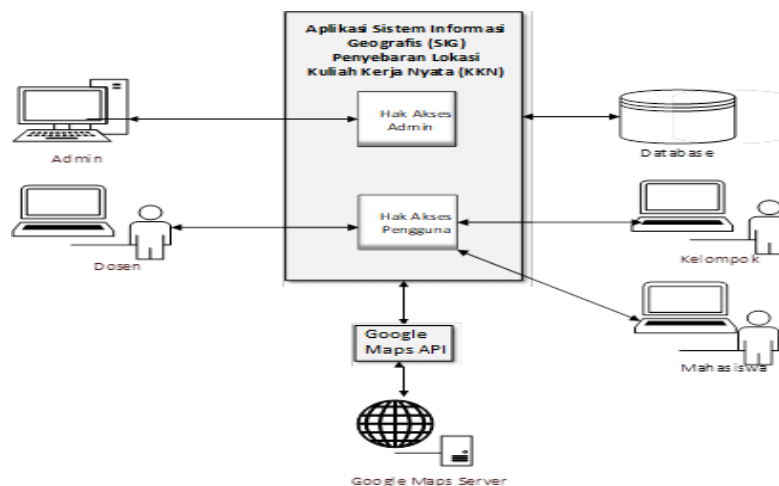 Aplikasi Sistem Informasi
Geografis (SIG)
Penyebaran Lokasi
Kuliah Kerja Nyata (KKN)
Hak Akses
Admin
Admin
Database
Hak Akses
Pengguna
Dosen
Kelompok
Google
Maps API
Mahasiswa
Google Maps Server